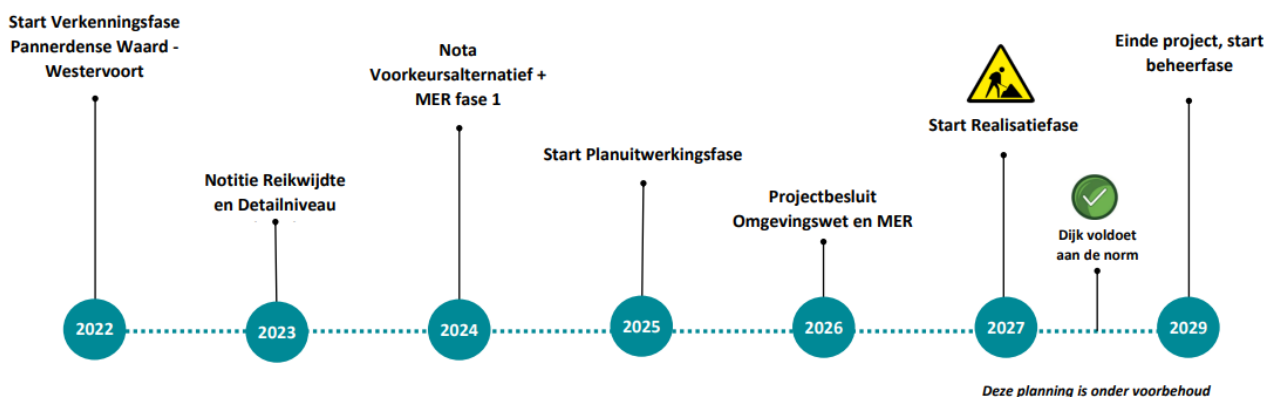 Start Verkenningsfase
Pannerdense Waard -
Westervoort
Notitie Reikwijdte
en Detailniveau
Nota
Voorkeursalternatief +
MER fase 1
Start Planuitwerkingsfase
Projectbesluit
Omgevingswet en MER
Start Realisatiefase
Dijk voldoet
aan de norm
Einde project, start
beheerfase
2022
2023
2024
2025
2026
2027
2029
Deze planning is onder voorbehoud